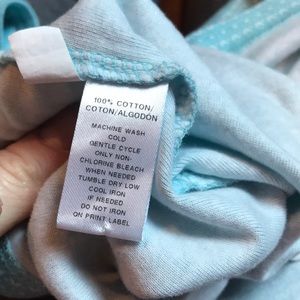 100% COTTON/
COTON/ALGODÓN
MACHINE WASH
COLD
GENTLE CYCLE
ONLY NON-
CHLORINE BLEACH
WHEN NEEDED
TUMBLE DRY LOW
COOL IRON
IF NEEDED
DO NOT IRON
ON PRINT LABEL